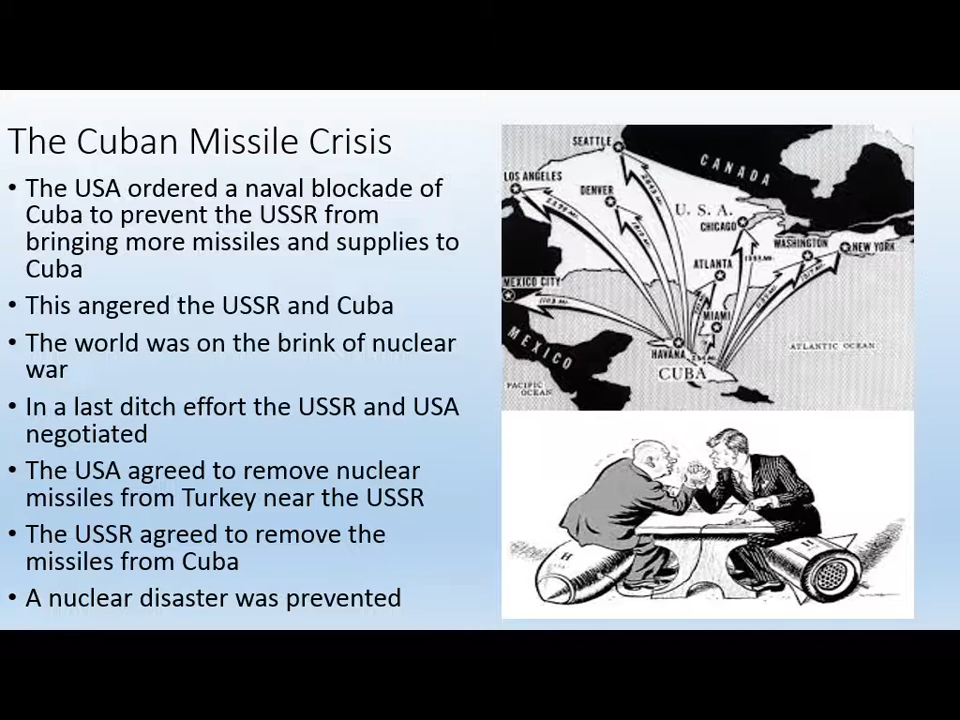 The Cuban Missile Crisis
• The USA ordered a naval blockade of
Cuba to prevent the USSR from
bringing more missiles and supplies to
Cuba
• This angered the USSR and Cuba
• The world was on the brink of nuclear
war
• In a last ditch effort the USSR and USA
negotiated
• The USA agreed to remove nuclear
missiles from Turkey near the USSR
• The USSR agreed to remove the
missiles from Cuba
• A nuclear disaster was prevented
SEATTLE
CANADA
LOS ANGELES
DENVER
U. S. A.
CHICAGO
WASHINGTON
NEW YORK
ATLANTA
MEXICO CITY
MIAMI
MEXICO
HAVANA
ATLANTIC OCEAN
CUBA
PACIFIC
OCEAN
H
H